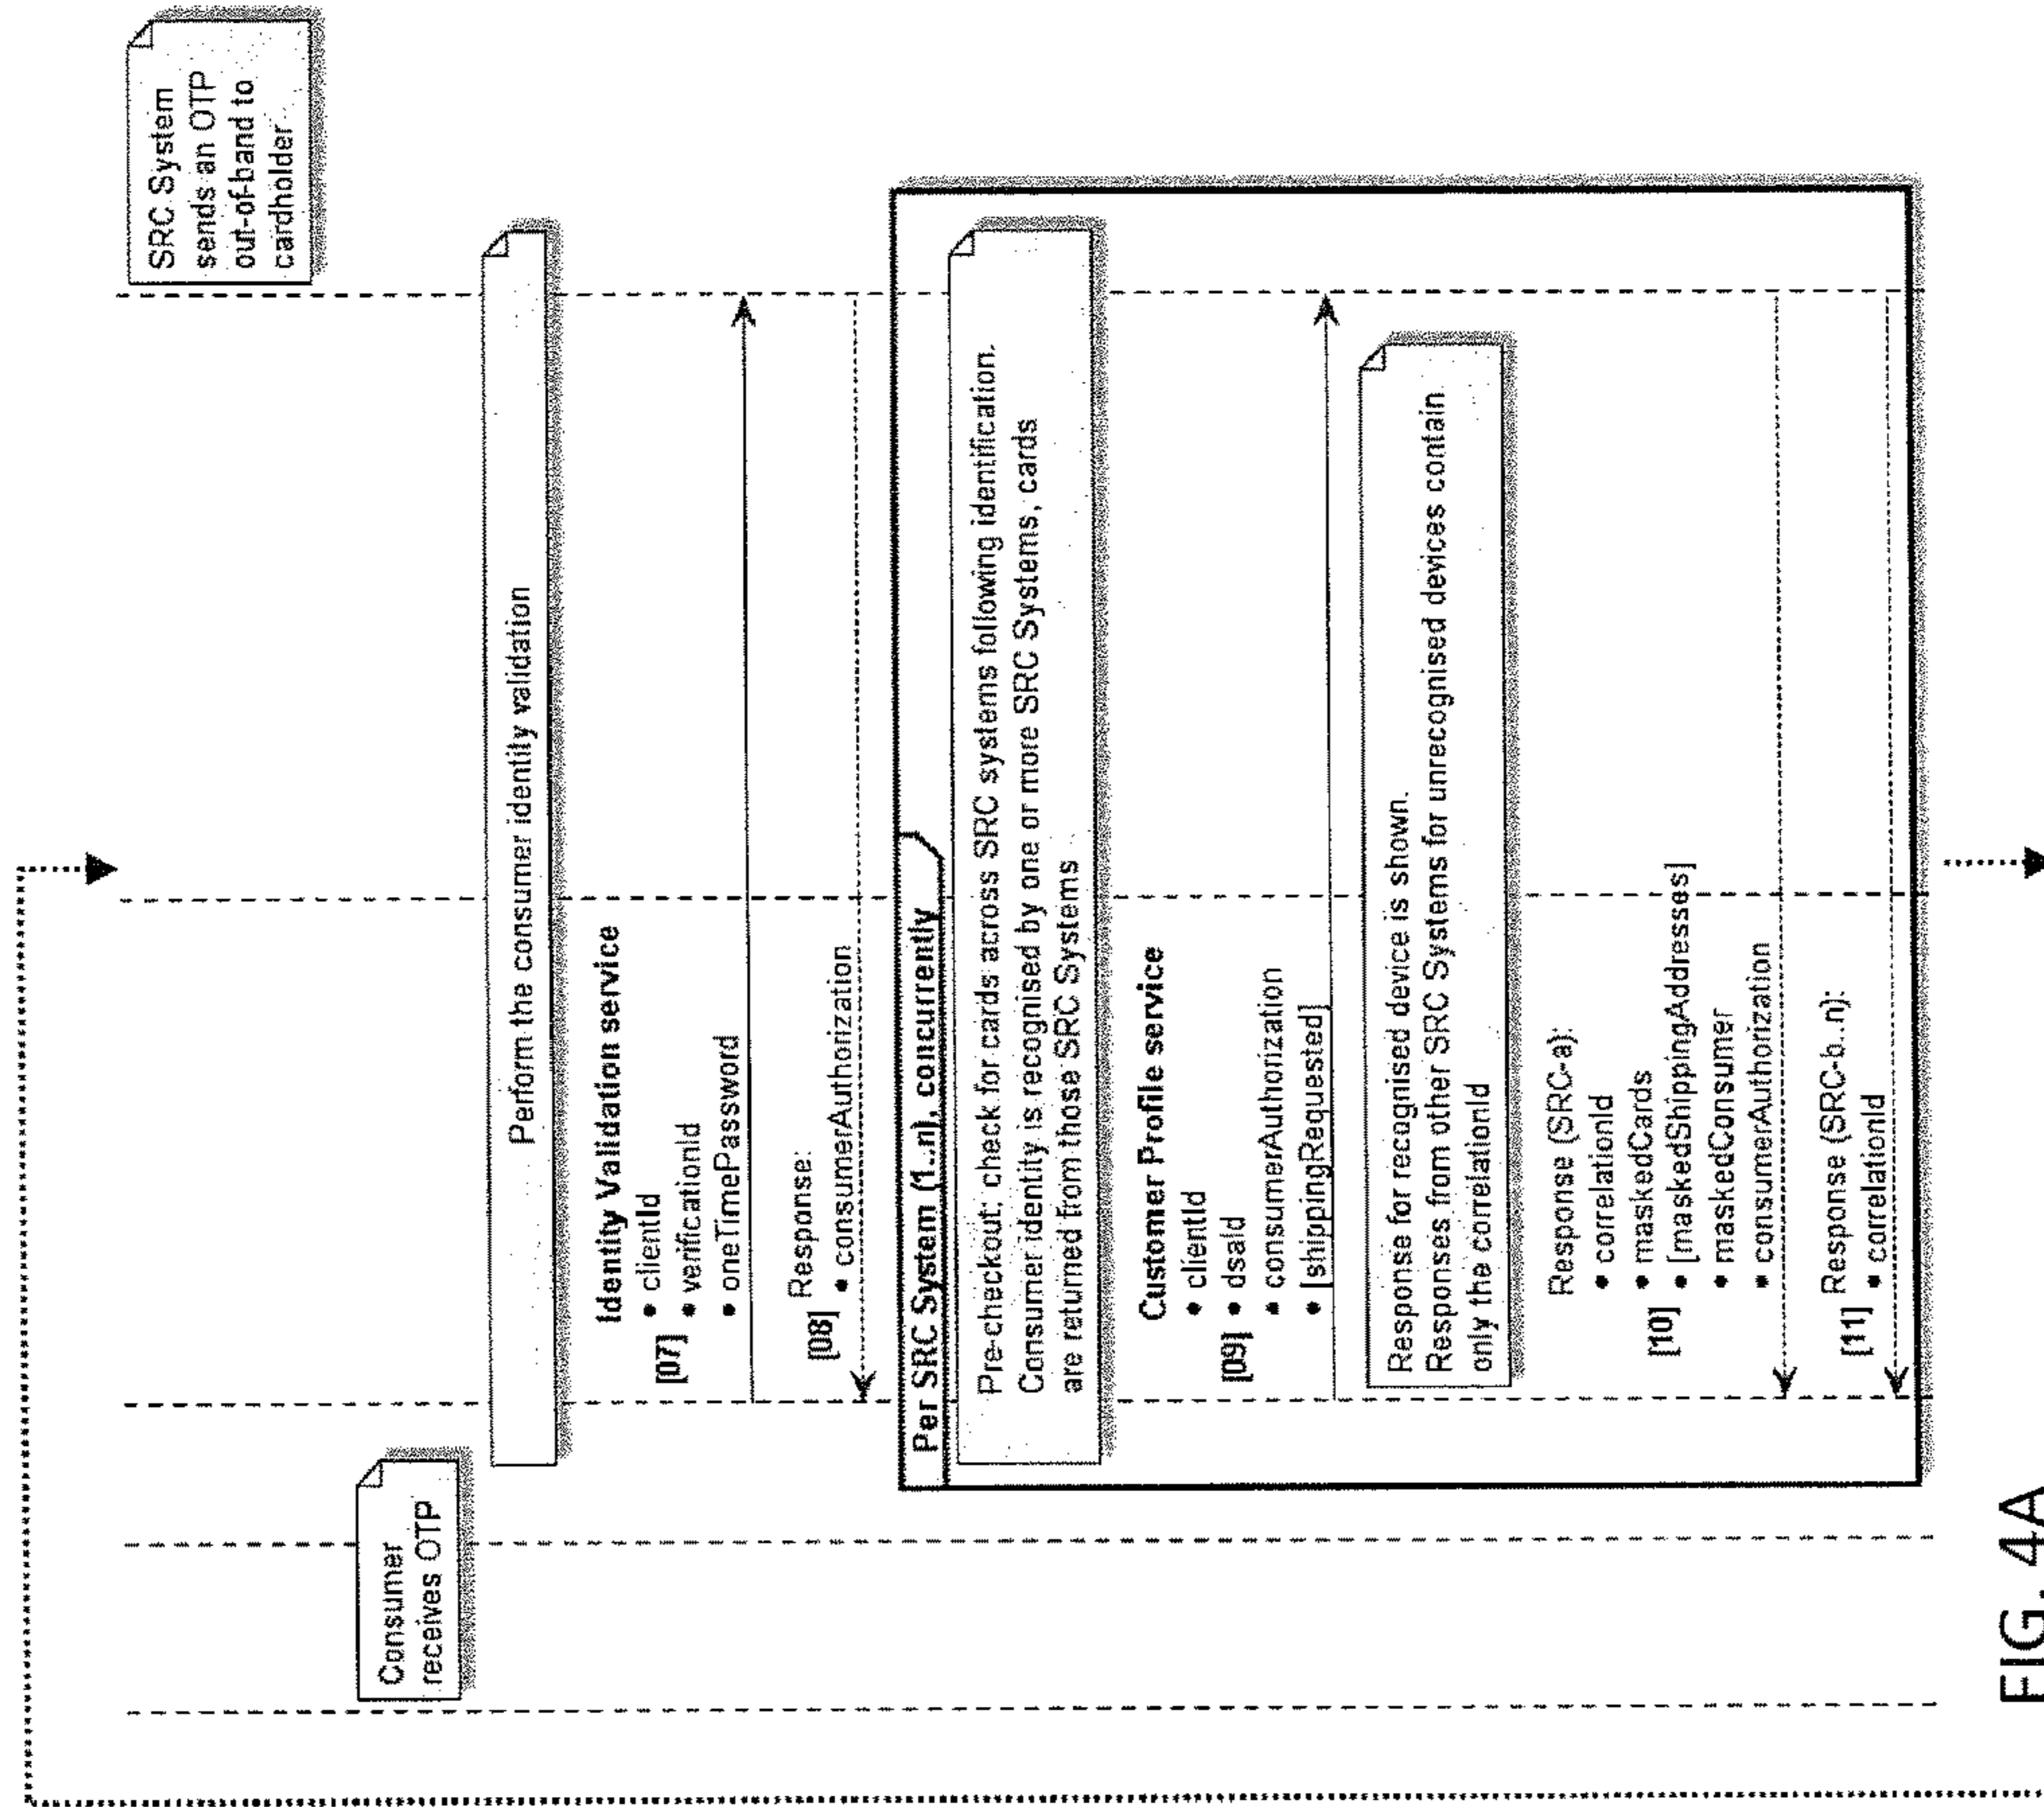 SRC System
sends an OTP
out-of-band to
cardholder
Consumer
receives OTP
Perform the consumer identity validation
Identity Validation service
• clientId
[07] • verificationId
• oneTimePassword
Response:
[08] • consumerAuthorization
Per SRC System (1..n), concurrently
Pre-checkout: check for cards across SRC systems following identification.
Consumer identity is recognised by one or more SRC Systems, cards
are returned from those SRC Systems
Customer Profile service
• clientId
[09] • dsaId
• consumerAuthorization
• [shippingRequested]
Response for recognised device is shown.
Responses from other SRC Systems for unrecognised devices contain
only the correlationId
Response (SRC-a):
• correlationId
• maskedCards
[10] • [maskedShippingAddresses]
• maskedConsumer
• consumerAuthorization
Response (SRC-b..n):
[11] • correlationId
FIG. 4A